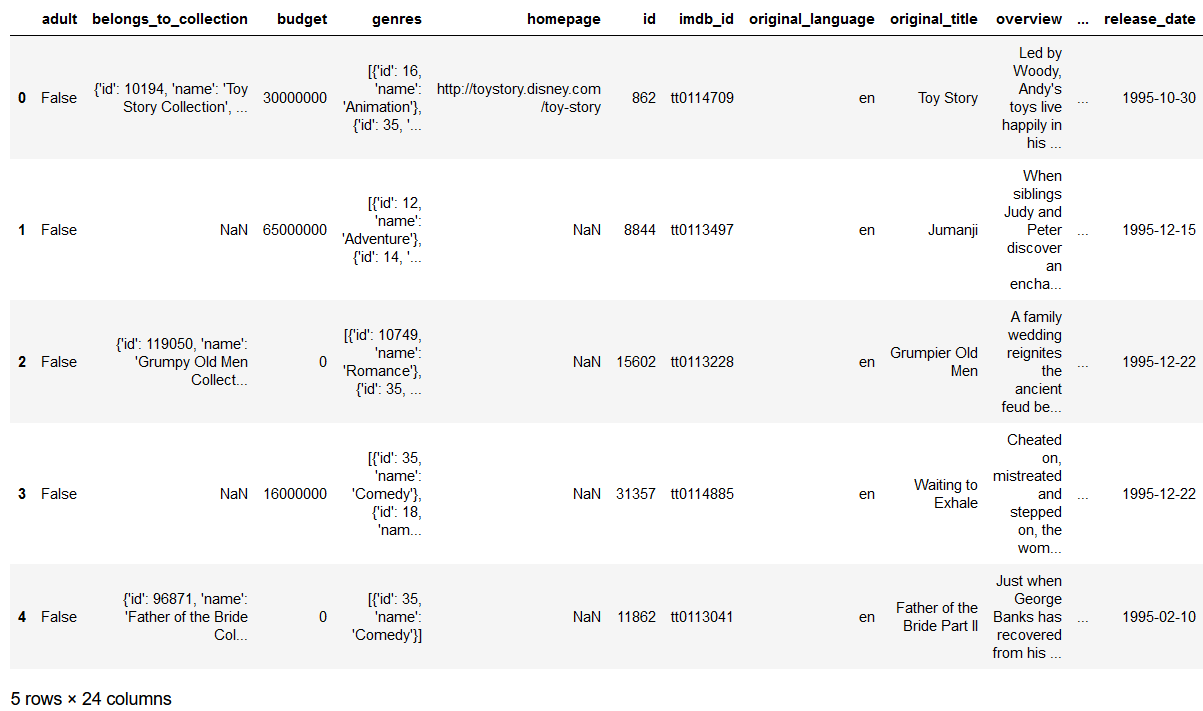 adult belongs_to_collection budget genres homepage id imdb_id original_language original_title overview ... release_date
0 False {'id': 10194, 'name': 'Toy
Story Collection', ... 30000000 [{'id': 16,
'name':
'Animation'},
{'id': 35, '... http://toystory.disney.com
/toy-story 862 tt0114709 en Toy Story Led by
Woody,
Andy's
toys live
happily in
his ... ... 1995-10-30
1 False NaN 65000000 [{'id': 12,
'name':
'Adventure'},
{'id': 14, '... NaN 8844 tt0113497 en Jumanji When
siblings
Judy and
Peter
discover
an
encha... ... 1995-12-15
2 False {'id': 119050, 'name':
'Grumpy Old Men
Collect... 0 [{'id': 10749,
'name':
'Romance'},
{'id': 35, ... NaN 15602 tt0113228 en Grumpier Old
Men A family
wedding
reignites
the
ancient
feud be... ... 1995-12-22
3 False NaN 16000000 [{'id': 35,
'name':
'Comedy'},
{'id': 18,
'nam... NaN 31357 tt0114885 en Waiting to
Exhale Cheated
on,
mistreated
and
stepped
on, the
wom... ... 1995-12-22
4 False {'id': 96871, 'name':
'Father of the Bride
Col... 0 [{'id': 35,
'name':
'Comedy'}] NaN 11862 tt0113041 en Father of the
Bride Part II Just when
George
Banks has
recovered
from his ... ... 1995-02-10
5 rows × 24 columns